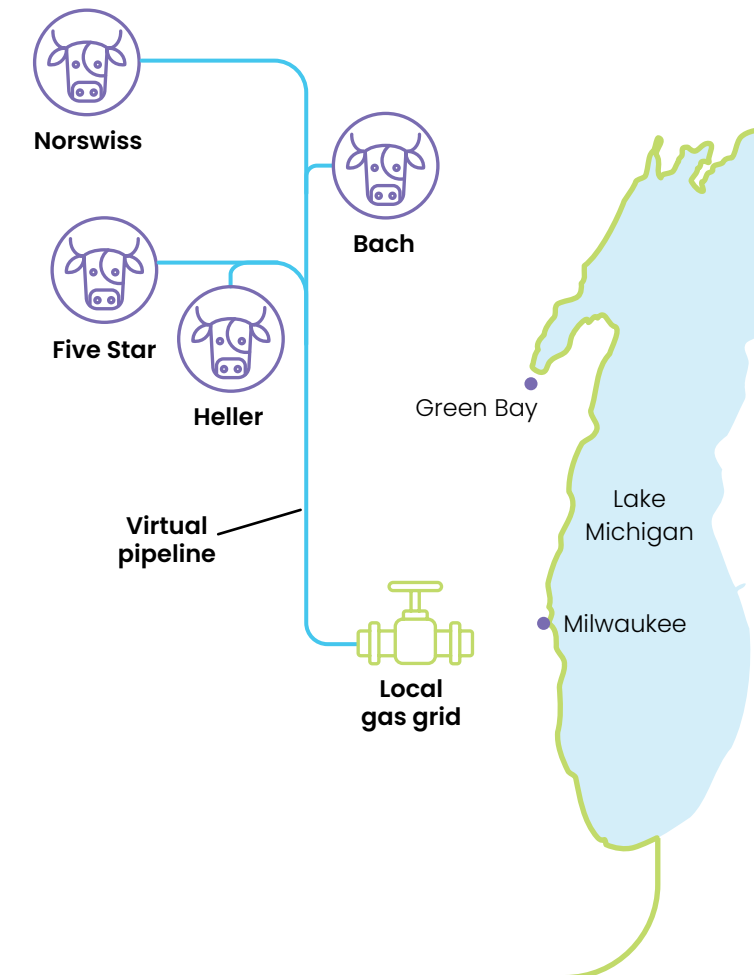 Norswiss
Bach
Five Star
Heller
Green Bay
Virtual
pipeline
Lake
Michigan
Milwaukee
Local
gas grid